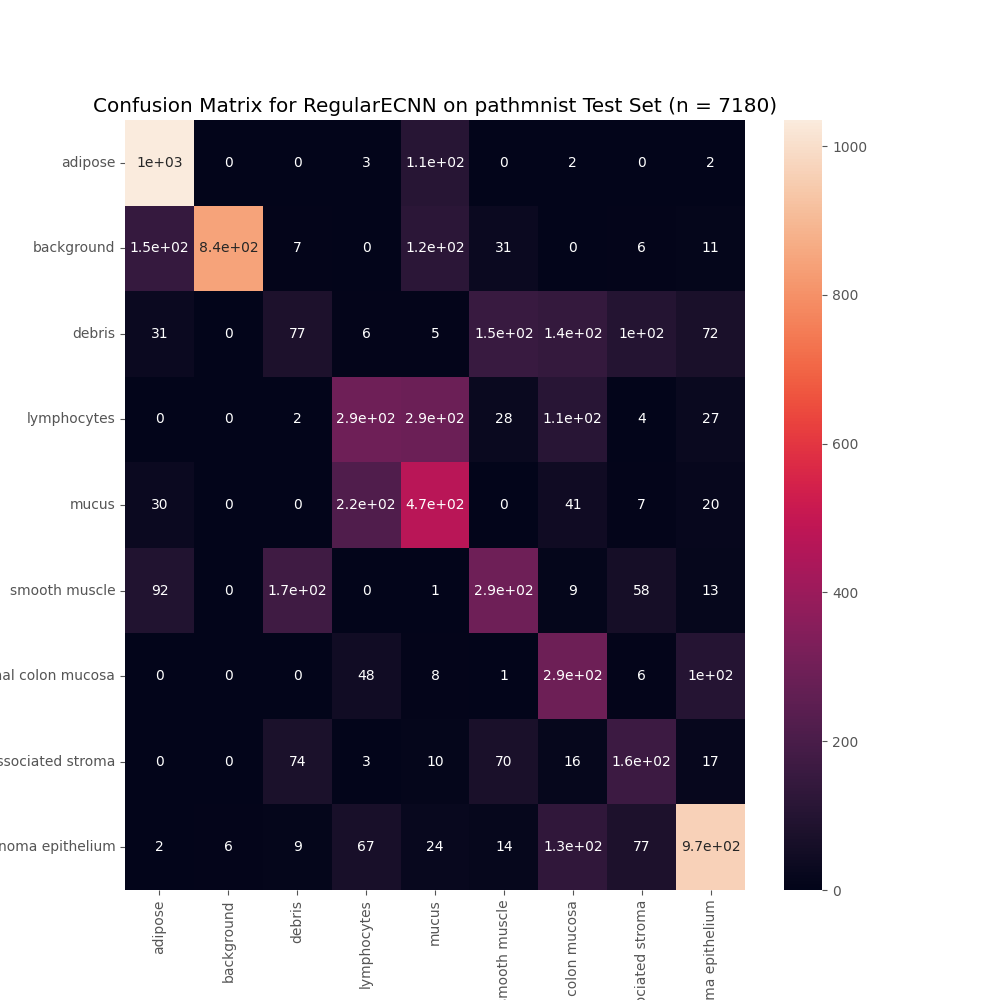 Confusion Matrix for RegularECNN on pathmnist Test Set (n = 7180)
adipose 1e+03 0 0 3 1.1e+02 0 2 0 2
background 1.5e+02 8.4e+02 7 0 1.2e+02 31 0 6 11
debris 31 0 77 6 5 1.5e+02 1.4e+02 1e+02 72
lymphocytes 0 0 2 2.9e+02 2.9e+02 28 1.1e+02 4 27
mucus 30 0 0 2.2e+02 4.7e+02 0 41 7 20
smooth muscle 92 0 1.7e+02 0 1 2.9e+02 9 58 13
al colon mucosa 0 0 0 48 8 1 2.9e+02 6 1e+02
ssociated stroma 0 0 74 3 10 70 16 1.6e+02 17
noma epithelium 2 6 9 67 24 14 1.3e+02 77 9.7e+02
adipose
background
debris
lymphocytes
mucus
mooth muscle
colon mucosa
ciated stroma
ma epithelium
1000
800
600
400
200
0